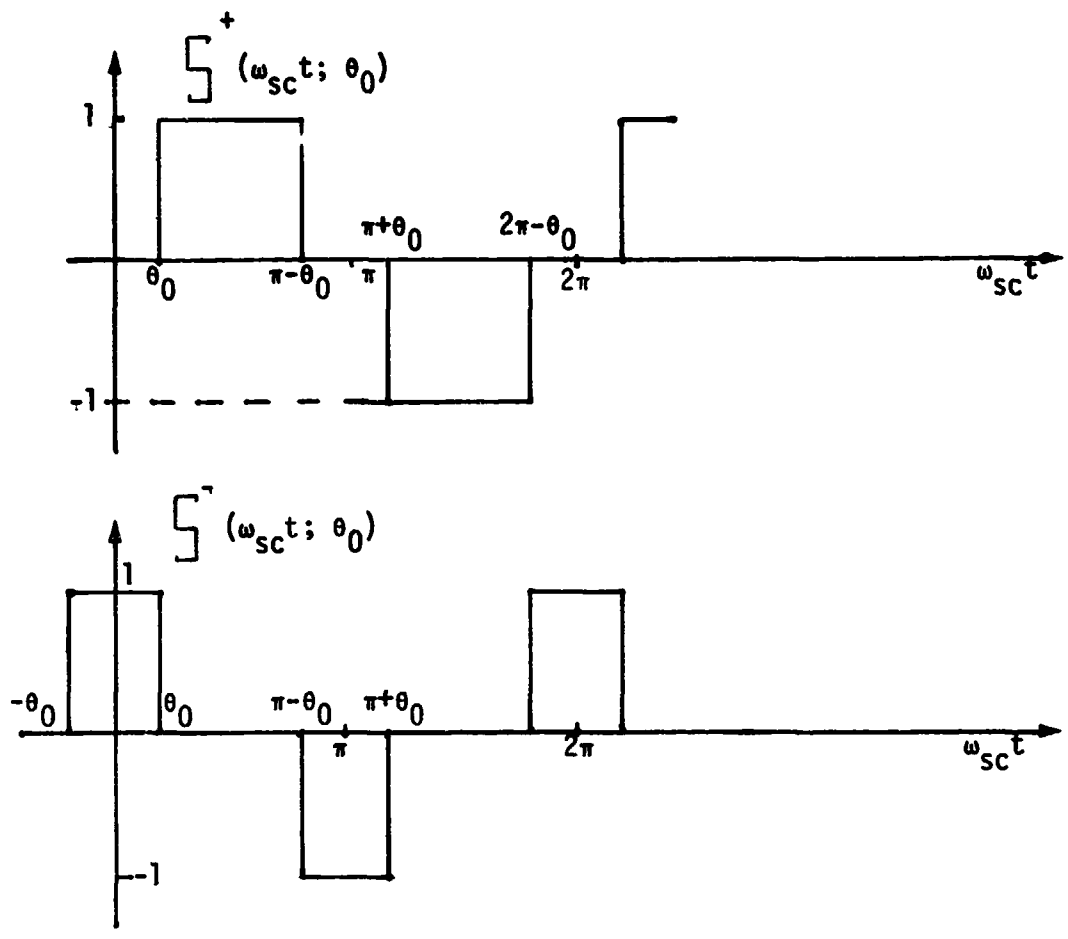 S⁺ (ω_sc t; θ_0)
1
π+θ_0
2π-θ_0
θ_0
π-θ_0
π
2π
ω_sc t
-1
S⁻ (ω_sc t; θ_0)
1
-θ_0
θ_0
π-θ_0
π+θ_0
π
2π
ω_sc t
-1